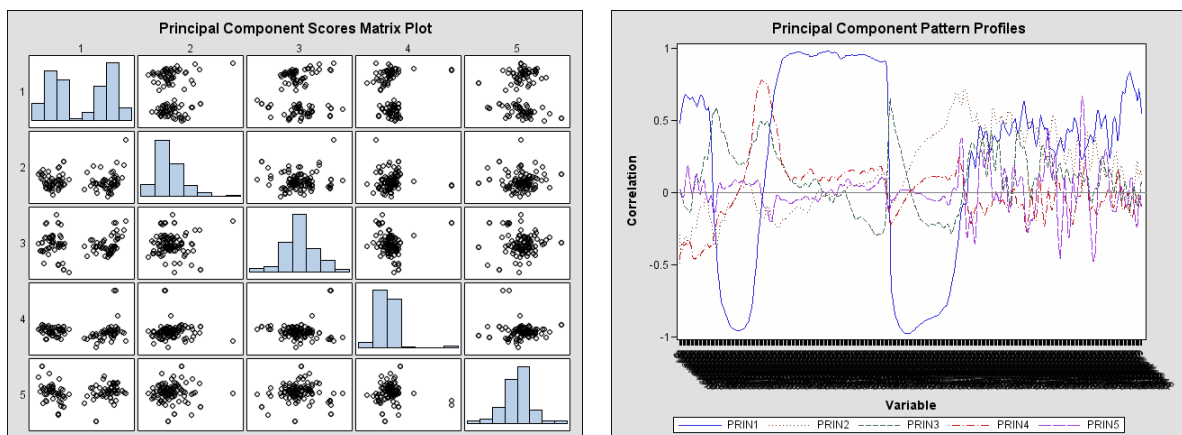 Principal Component Scores Matrix Plot
1 2 3 4 5
1
2
3
4
5
Principal Component Pattern Profiles
1
0.5
0
-0.5
-1
Correlation
Variable
PRIN1 PRIN2 PRIN3 PRIN4 PRIN5